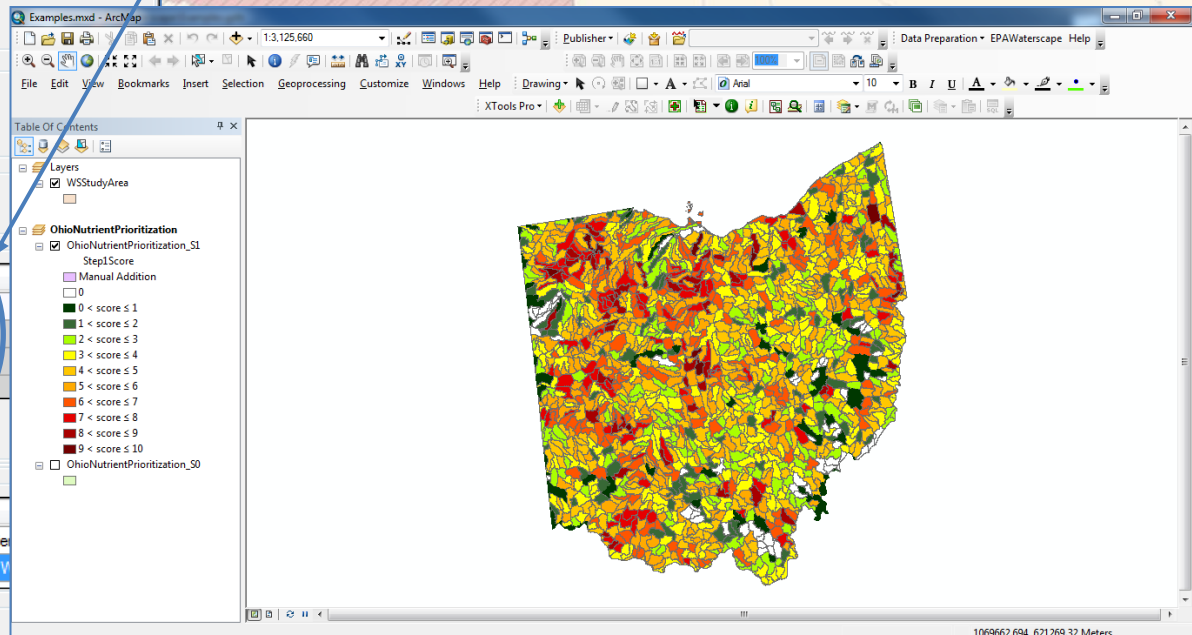 Examples.mxd - ArcMap
1:3,125,660 Publisher Data Preparation EPAWaterscape Help
100%
File Edit View Bookmarks Insert Selection Geoprocessing Customize Windows Help Drawing A Arial 10 B I U A
XTools Pro
Table Of Contents
Layers
WSStudyArea
OhioNutrientPrioritization
OhioNutrientPrioritization_S1
Step1Score
Manual Addition
0
0 < score ≤ 1
1 < score ≤ 2
2 < score ≤ 3
3 < score ≤ 4
4 < score ≤ 5
5 < score ≤ 6
6 < score ≤ 7
7 < score ≤ 8
8 < score ≤ 9
9 < score ≤ 10
OhioNutrientPrioritization_S0
1069662.694 621269.32 Meters